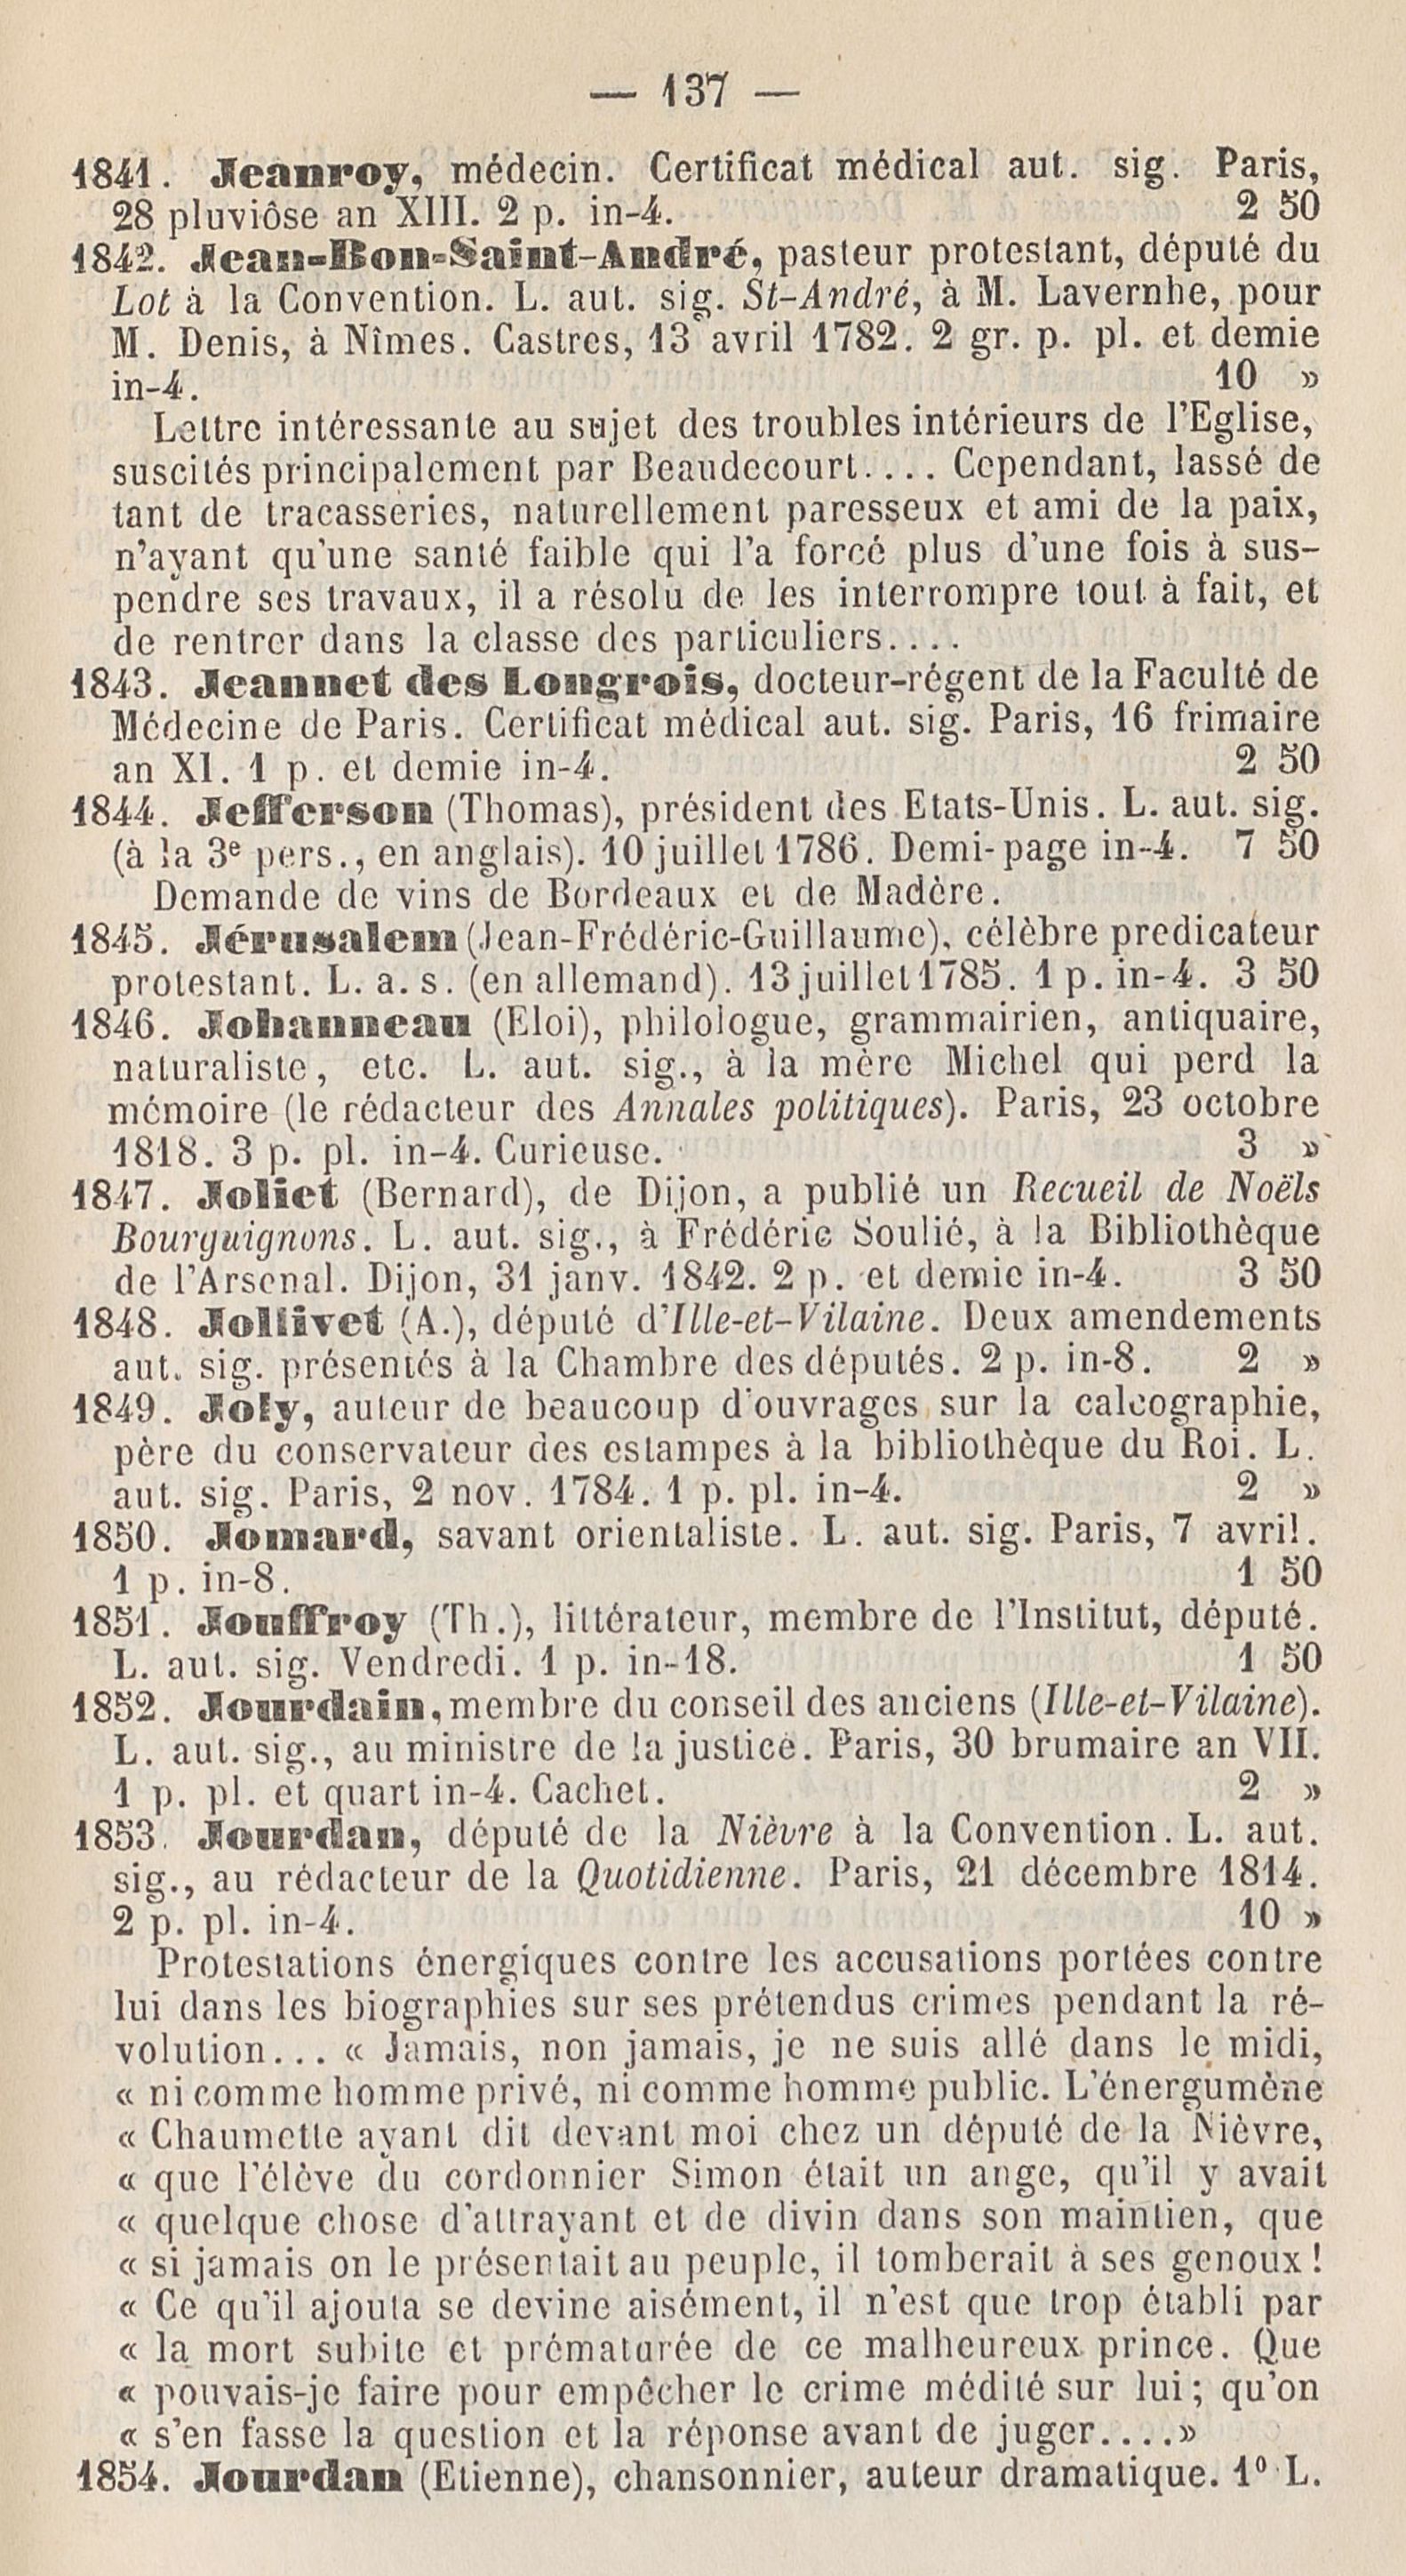 — 137 —
1841. Jeanroy, médecin. Certificat médical aut. sig. Paris,
28 pluviôse an XIII. 2 p. in-4. 2 50
1842. Jean-Bon-Saint-André, pasteur protestant, député du
Lot à la Convention. L. aut. sig. St-André, à M. Lavernhe, pour
M. Denis, à Nîmes. Castres, 13 avril 1782. 2 gr. p. pl. et demie
in-4. 10 »
Lettre intéressante au sujet des troubles intérieurs de l'Eglise,
suscités principalement par Beaudecourt.... Cependant, lassé de
tant de tracasseries, naturellement paresseux et ami de la paix,
n'ayant qu'une santé faible qui l'a forcé plus d'une fois à sus-
pendre ses travaux, il a résolu de les interrompre tout à fait, et
de rentrer dans la classe des particuliers....
1843. Jeannet des Longrois, docteur-régent de la Faculté de
Médecine de Paris. Certificat médical aut. sig. Paris, 16 frimaire
an XI. 1 p. et demie in-4. 2 50
1844. Jefferson (Thomas), président des Etats-Unis. L. aut. sig.
(à la 3e pers., en anglais). 10 juillet 1786. Demi-page in-4. 7 50
Demande de vins de Bordeaux et de Madère.
1845. Jérusalem (Jean-Frédéric-Guillaume), célèbre predicateur
protestant. L. a. s. (en allemand). 13 juillet 1785. 1 p. in-4. 3 50
1846. Johanneau (Eloi), philologue, grammairien, antiquaire,
naturaliste, etc. L. aut. sig., à la mère Michel qui perd la
mémoire (le rédacteur des Annales politiques). Paris, 23 octobre
1818. 3 p. pl. in-4. Curieuse. 3 »
1847. Joliet (Bernard), de Dijon, a publié un Recueil de Noëls
Bourguignons. L. aut. sig., à Frédéric Soulié, à la Bibliothèque
de l'Arsenal. Dijon, 31 janv. 1842. 2 p. et demie in-4. 3 50
1848. Jollivet (A.), député d'Ille-et-Vilaine. Deux amendements
aut. sig. présentés à la Chambre des députés. 2 p. in-8. 2 »
1849. Joly, auteur de beaucoup d'ouvrages sur la calcographie,
père du conservateur des estampes à la bibliothèque du Roi. L.
aut. sig. Paris, 2 nov. 1784. 1 p. pl. in-4. 2 »
1850. Jomard, savant orientaliste. L. aut. sig. Paris, 7 avril.
1 p. in-8. 1 50
1851. Jouffroy (Th.), littérateur, membre de l'Institut, député.
L. aut. sig. Vendredi. 1 p. in-18. 1 50
1852. Jourdain, membre du conseil des anciens (Ille-et-Vilaine).
L. aut. sig., au ministre de la justice. Paris, 30 brumaire an VII.
1 p. pl. et quart in-4. Cachet. 2 »
1853. Jourdan, député de la Nièvre à la Convention. L. aut.
sig., au rédacteur de la Quotidienne. Paris, 21 décembre 1814.
2 p. pl. in-4. 10 »
Protestations énergiques contre les accusations portées contre
lui dans les biographies sur ses prétendus crimes pendant la ré-
volution... « Jamais, non jamais, je ne suis allé dans le midi,
« ni comme homme privé, ni comme homme public. L'énergumène
« Chaumette ayant dit devant moi chez un député de la Nièvre,
« que l'élève du cordonnier Simon était un ange, qu'il y avait
« quelque chose d'attrayant et de divin dans son maintien, que
« si jamais on le présentait au peuple, il tomberait à ses genoux !
« Ce qu'il ajouta se devine aisément, il n'est que trop établi par
« la mort subite et prématurée de ce malheureux prince. Que
« pouvais-je faire pour empêcher le crime médité sur lui; qu'on
« s'en fasse la question et la réponse avant de juger....»
1854. Jourdan (Etienne), chansonnier, auteur dramatique. 1º L.